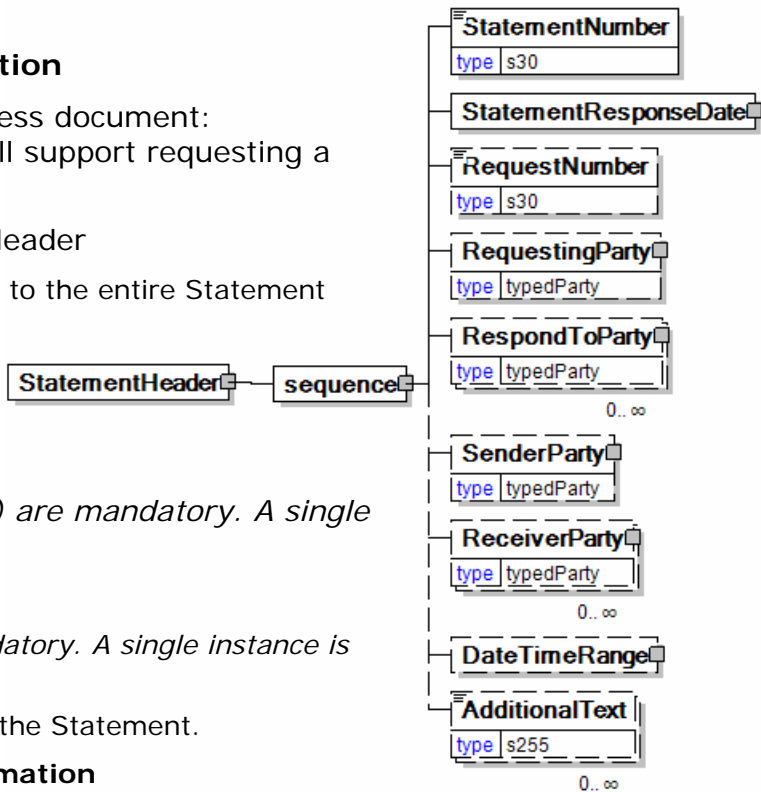 tion
ess document:
ll support requesting a
leader
to the entire Statement
) are mandatory. A single
latory. A single instance is
the Statement.
mation
StatementHeader
sequence
StatementNumber
type s30
StatementResponseDate
RequestNumber
type s30
RequestingParty
type typedParty
RespondToParty
type typedParty
0.. ∞
SenderParty
type typedParty
ReceiverParty
type typedParty
0.. ∞
DateTimeRange
AdditionalText
type s255
0.. ∞